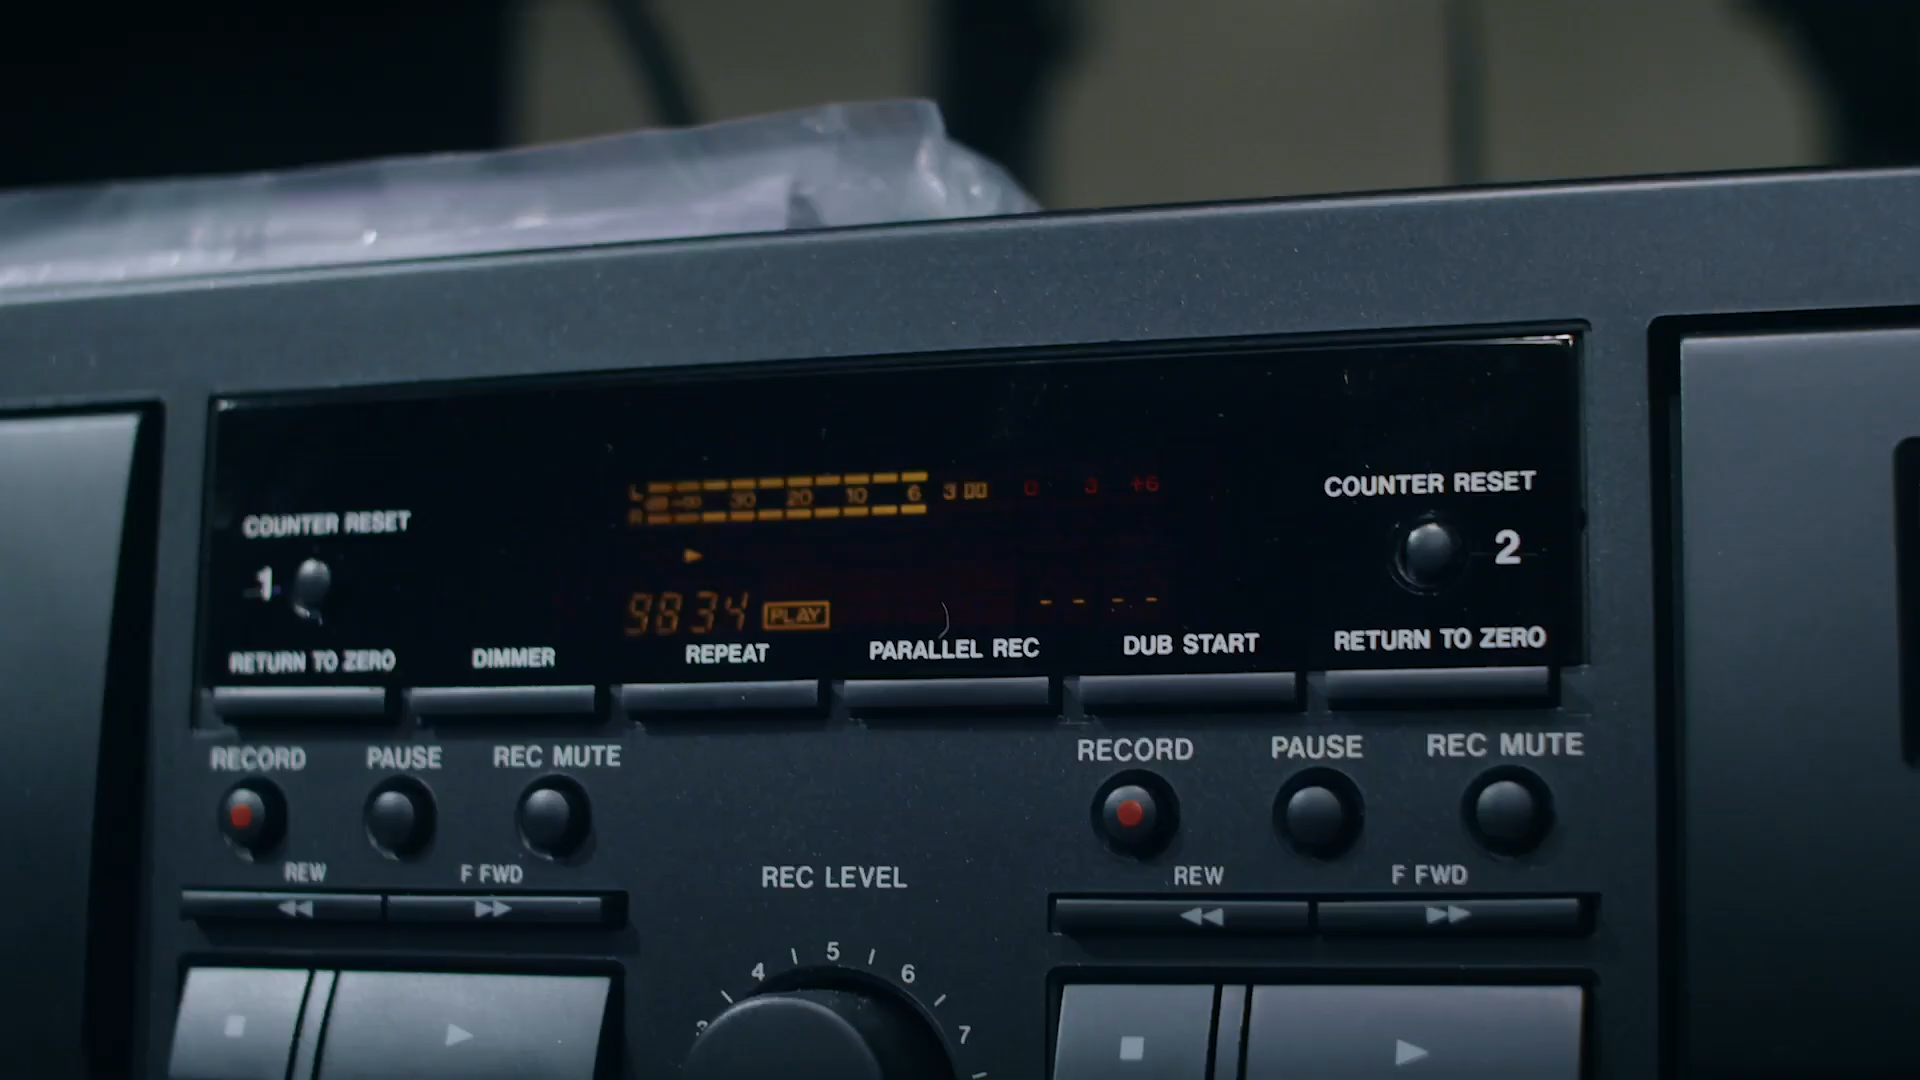 L dB -∞ 30 20 10 6 3 0 3 +6
R
COUNTER RESET
1
COUNTER RESET
2
9834 PLAY - - - -
RETURN TO ZERO DIMMER REPEAT PARALLEL REC DUB START RETURN TO ZERO
RECORD PAUSE REC MUTE
RECORD PAUSE REC MUTE
REW F FWD
REC LEVEL
REW F FWD
3 4 5 6 7